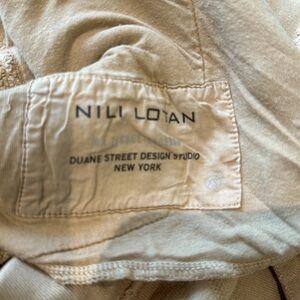 NILI LOTAN
DUANE STREET DESIGN STUDIO
NEW YORK